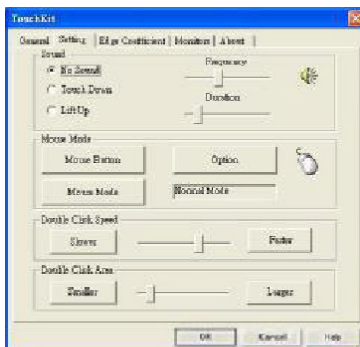 TouchKit
General Setting Edge Coefficient Monitors About
Sound
No Sound
Touch Down
Lift Up
Frequency
Duration
Mouse Mode
Mouse Button Option
Mouse Mode Normal Mode
Double Click Speed
Slower Faster
Double Click Area
Smaller Larger
OK Cancel Help